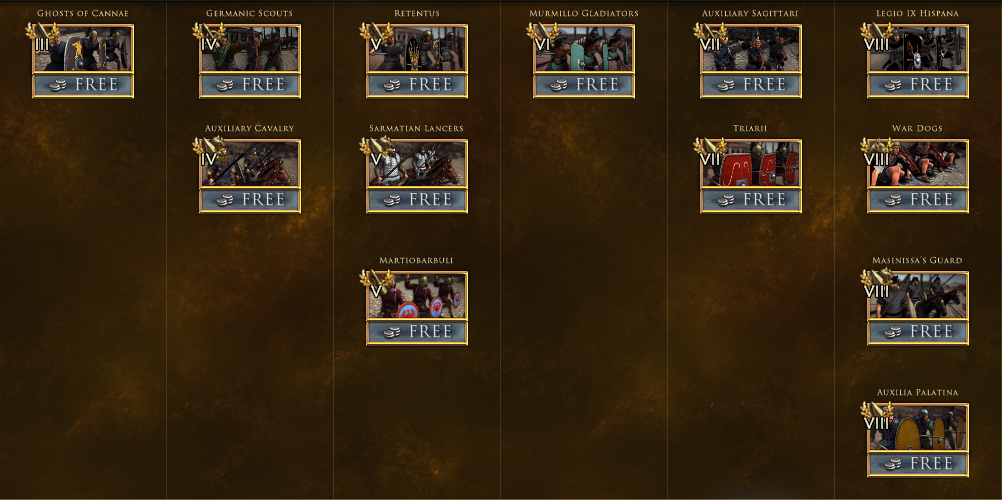 GHOSTS OF CANNAE
GERMANIC SCOUTS
RETENTUS
MURMILLO GLADIATORS
AUXILIARY SAGITTARI
LEGIO IX HISPANA
III
IV
V
VI
VII
VIII
FREE
FREE
FREE
FREE
FREE
FREE
AUXILIARY CAVALRY
SARMATIAN LANCERS
TRIARII
WAR DOGS
IV
V
VII
VIII
FREE
FREE
FREE
FREE
MARTIOBARBULI
MASINISSA'S GUARD
V
VIII
FREE
FREE
AUXILIA PALATINA
VIII
FREE